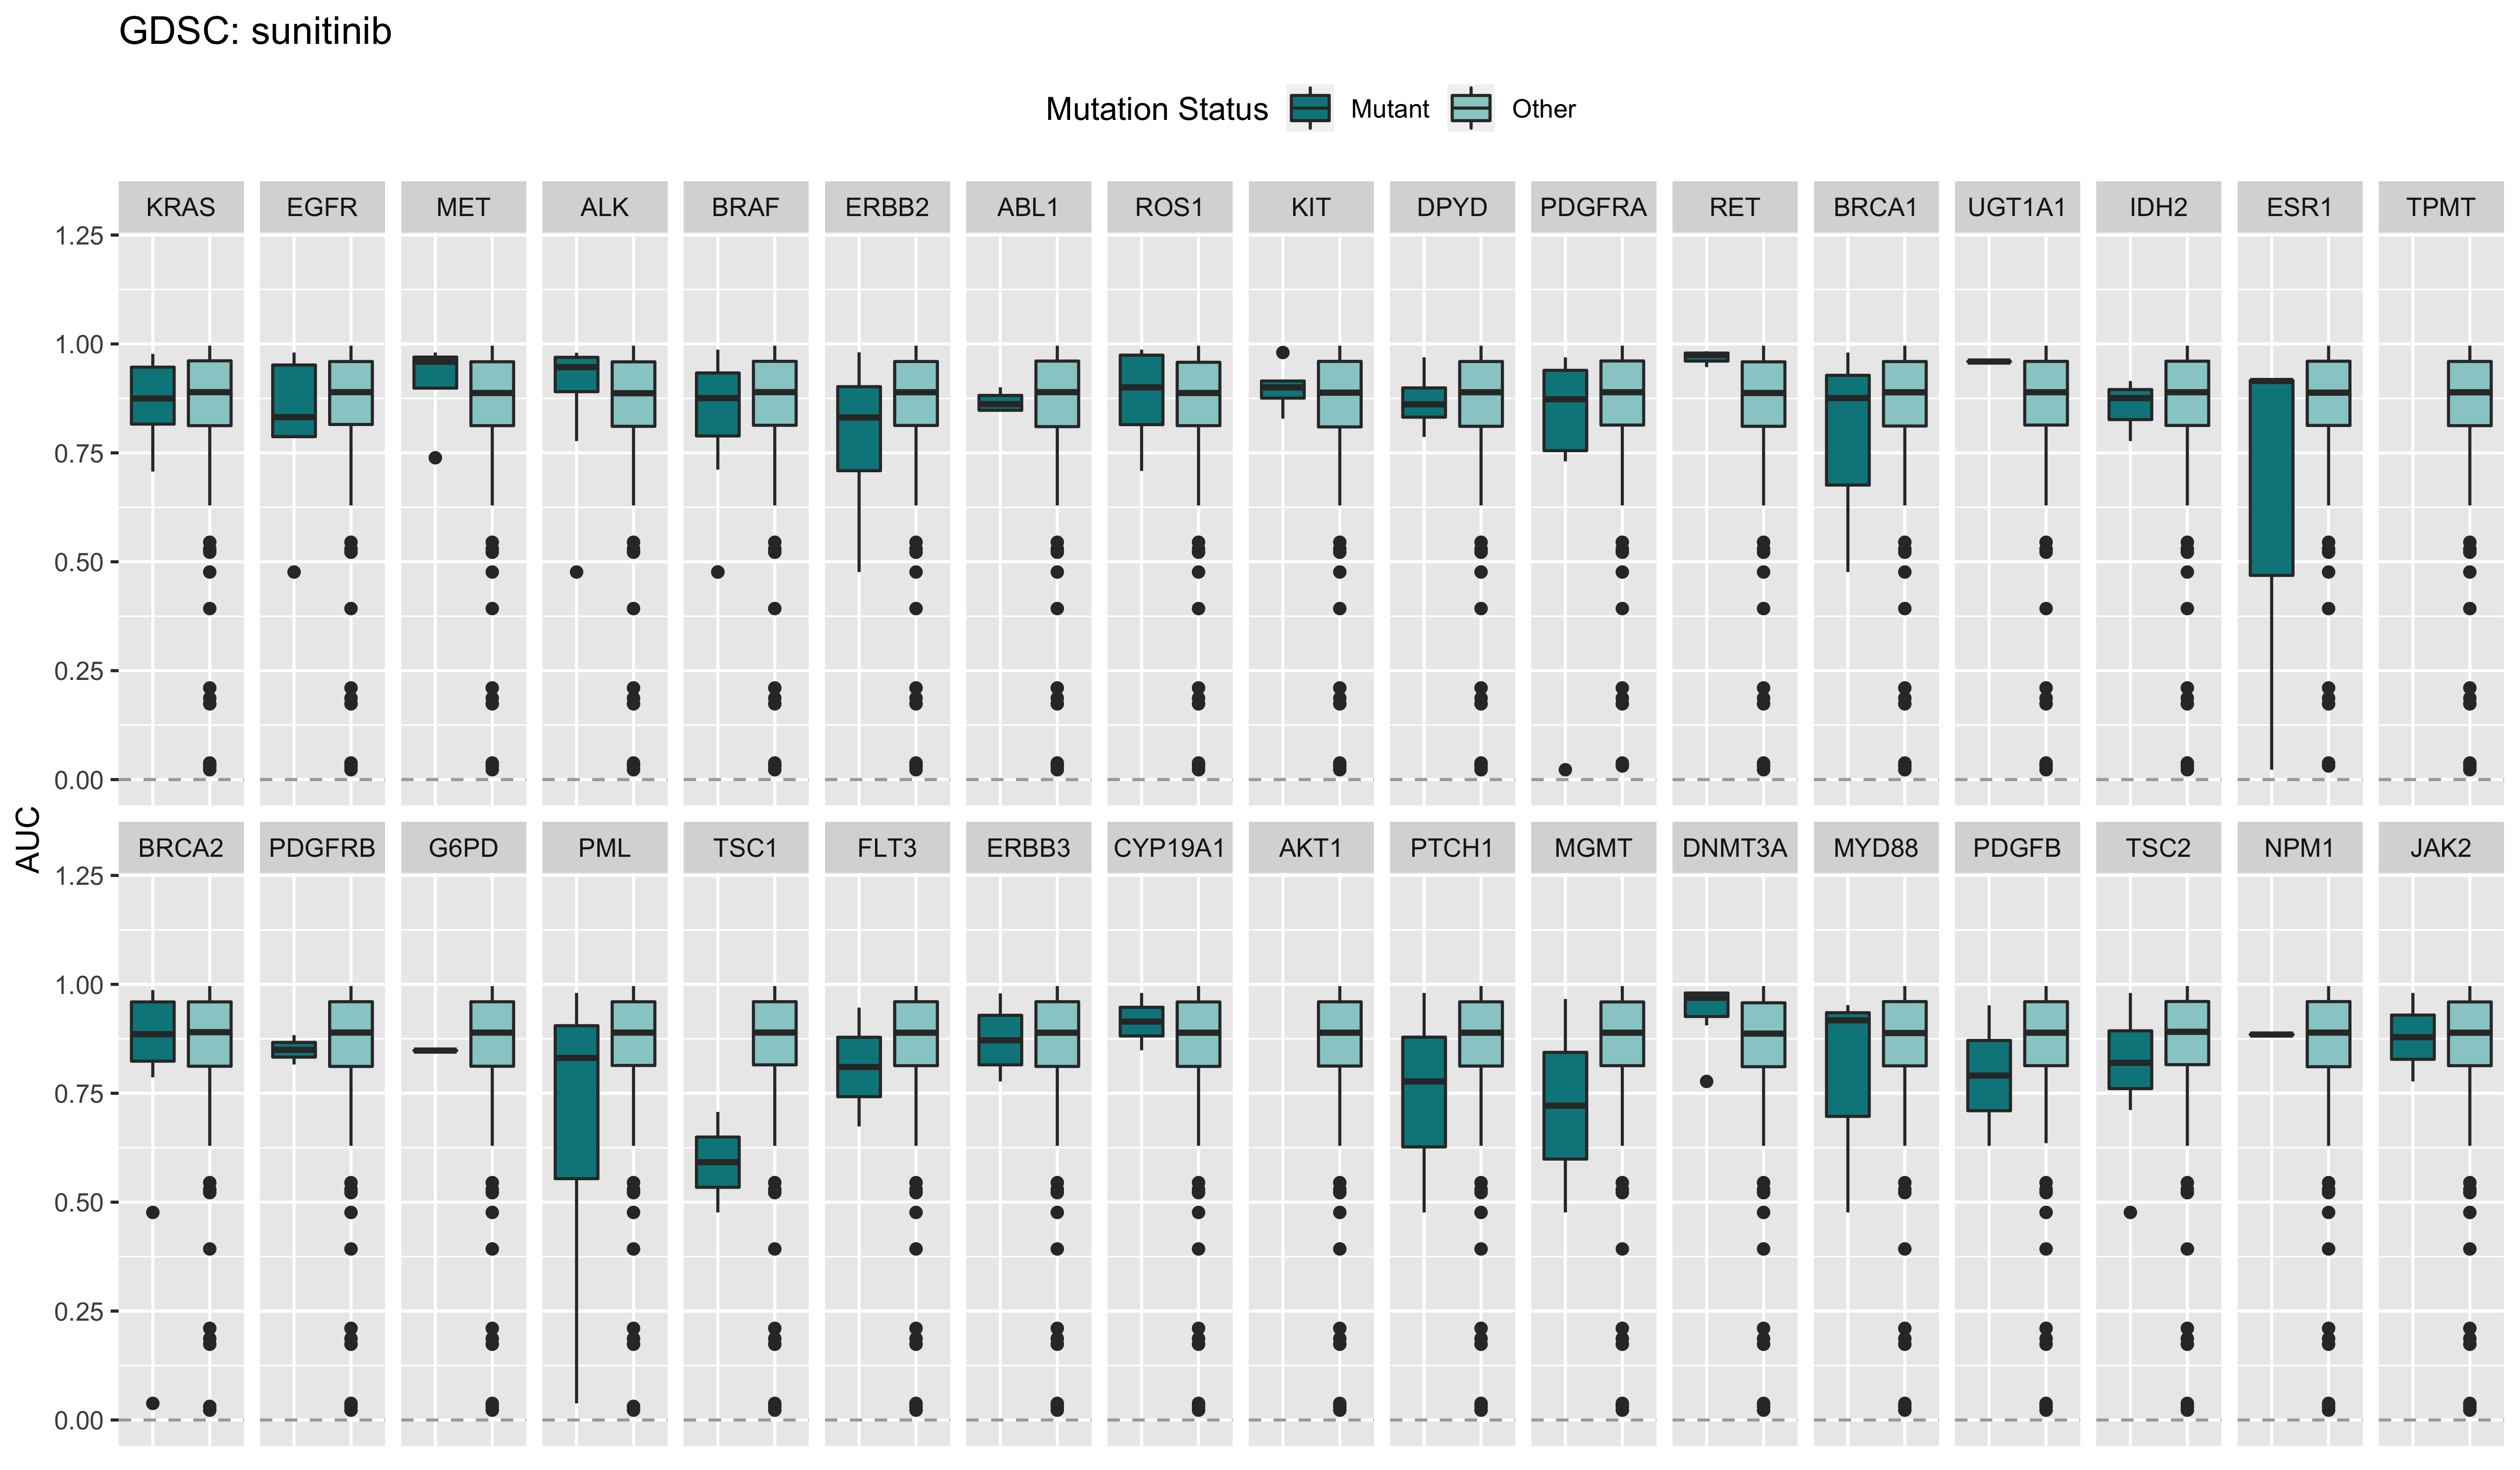 GDSC: sunitinib
Mutation Status Mutant Other
KRAS EGFR MET ALK BRAF ERBB2 ABL1 ROS1 KIT DPYD PDGFRA RET BRCA1 UGT1A1 IDH2 ESR1 TPMT
1.25
1.00
0.75
0.50
0.25
0.00
AUC
BRCA2 PDGFRB G6PD PML TSC1 FLT3 ERBB3 CYP19A1 AKT1 PTCH1 MGMT DNMT3A MYD88 PDGFB TSC2 NPM1 JAK2
1.25
1.00
0.75
0.50
0.25
0.00